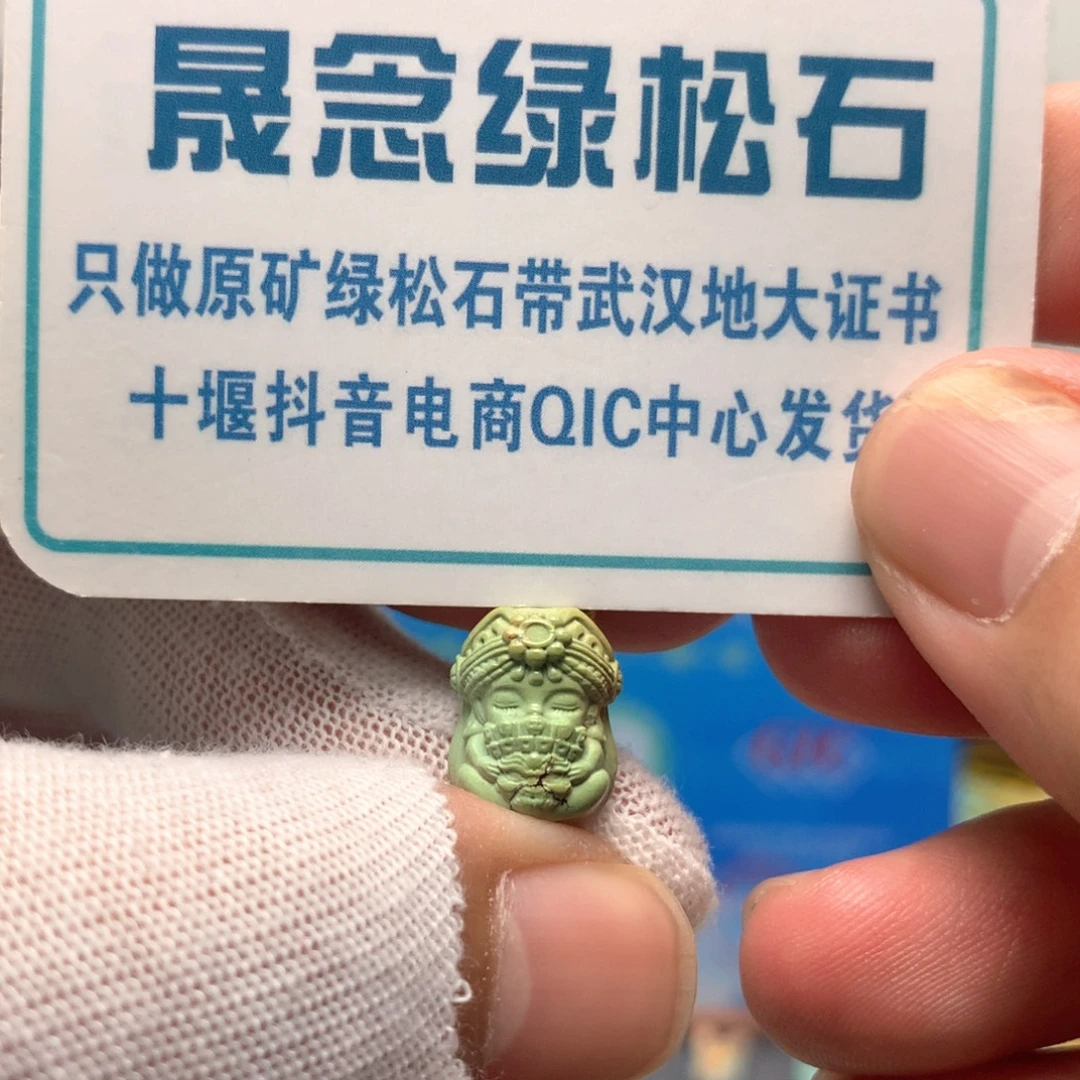 晟念绿松石
只做原矿绿松石带武汉地大证书
十堰抖音电商QIC中心发货